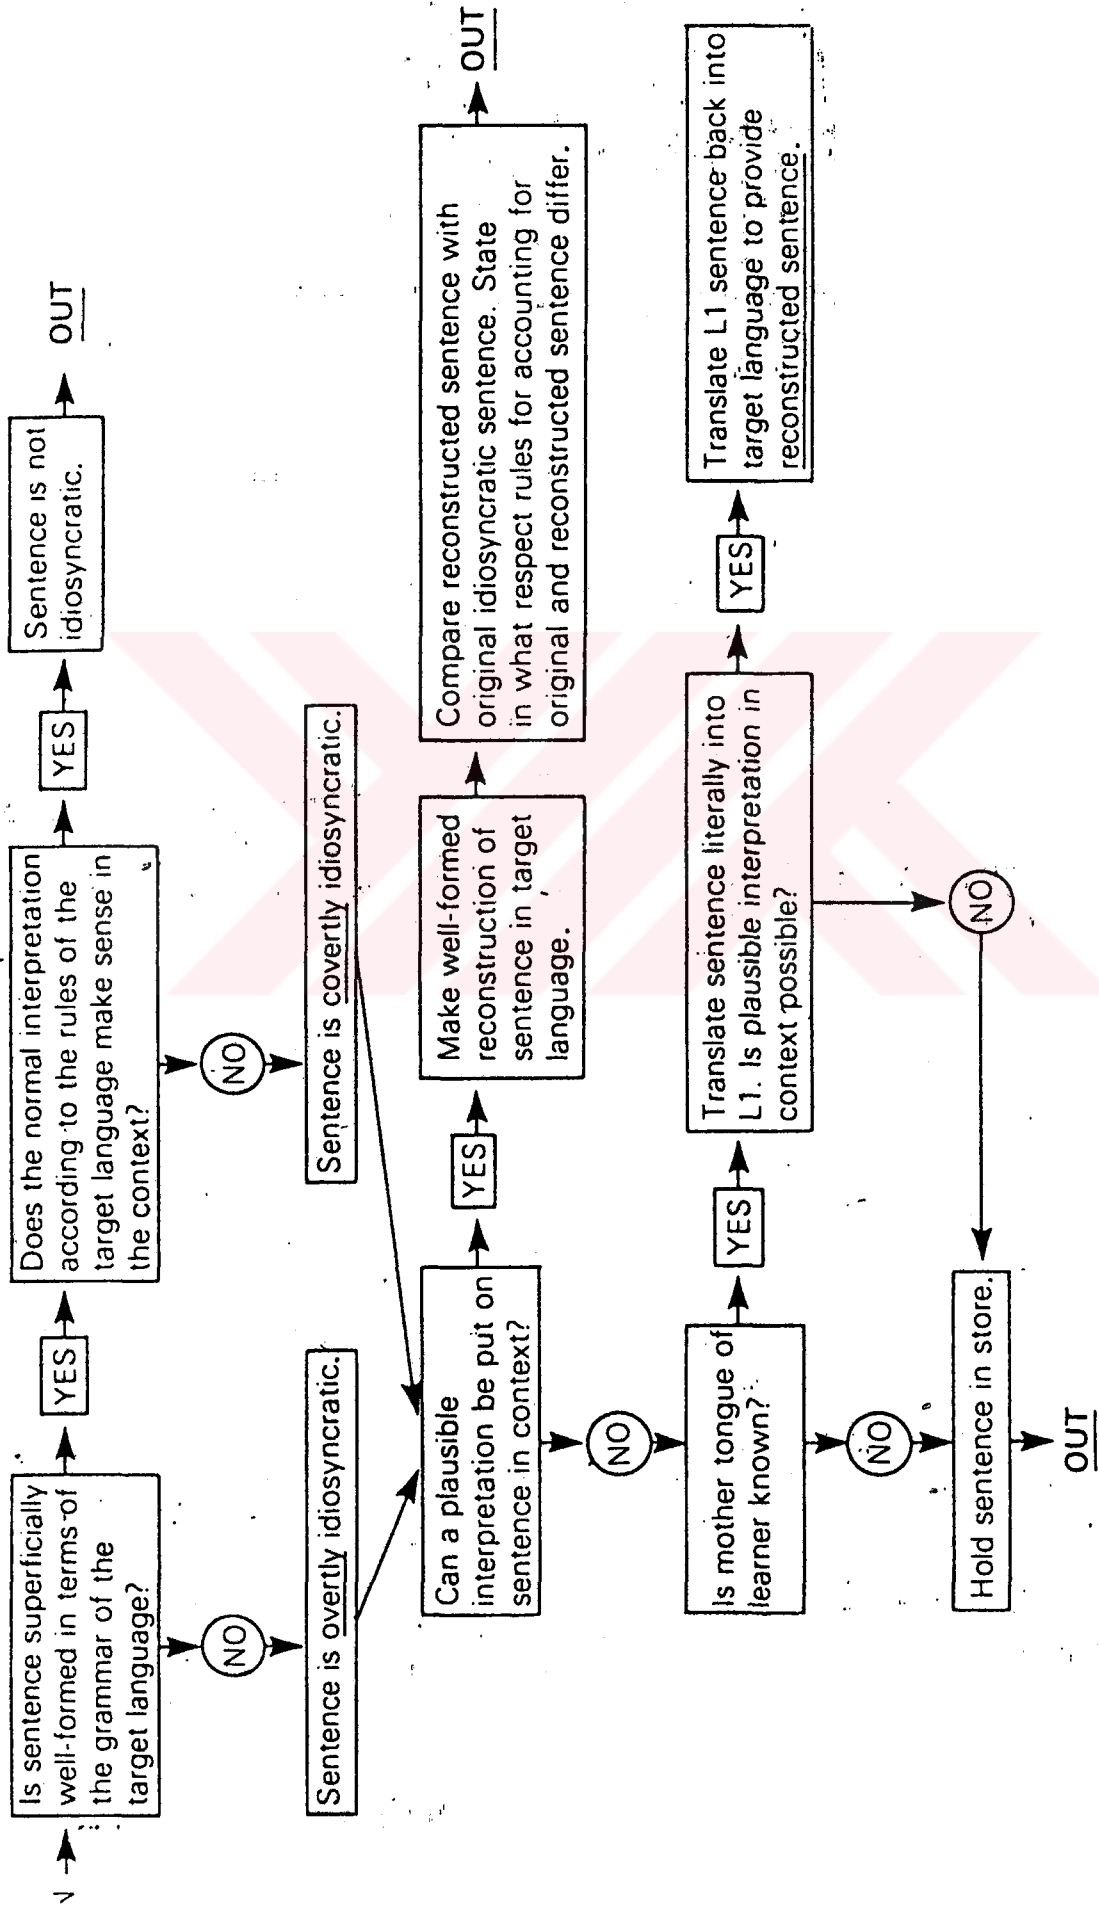 Is sentence superficially
well-formed in terms of
the grammar of the
target language?
YES
Does the normal interpretation
according to the rules of the
target language make sense in
the context?
YES
Sentence is not
idiosyncratic.
OUT
NO
NO
Sentence is overtly idiosyncratic.
Sentence is covertly idiosyncratic.
Can a plausible
interpretation be put on
sentence in context?
YES
Make well-formed
reconstruction of
sentence in target
language.
Compare reconstructed sentence with
original idiosyncratic sentence. State
in what respect rules for accounting for
original and reconstructed sentence differ.
OUT
NO
Is mother tongue of
learner known?
YES
Translate sentence literally into
L1. Is plausible interpretation in
context possible?
YES
Translate L1 sentence back into
target language to provide
reconstructed sentence.
NO
NO
Hold sentence in store.
OUT